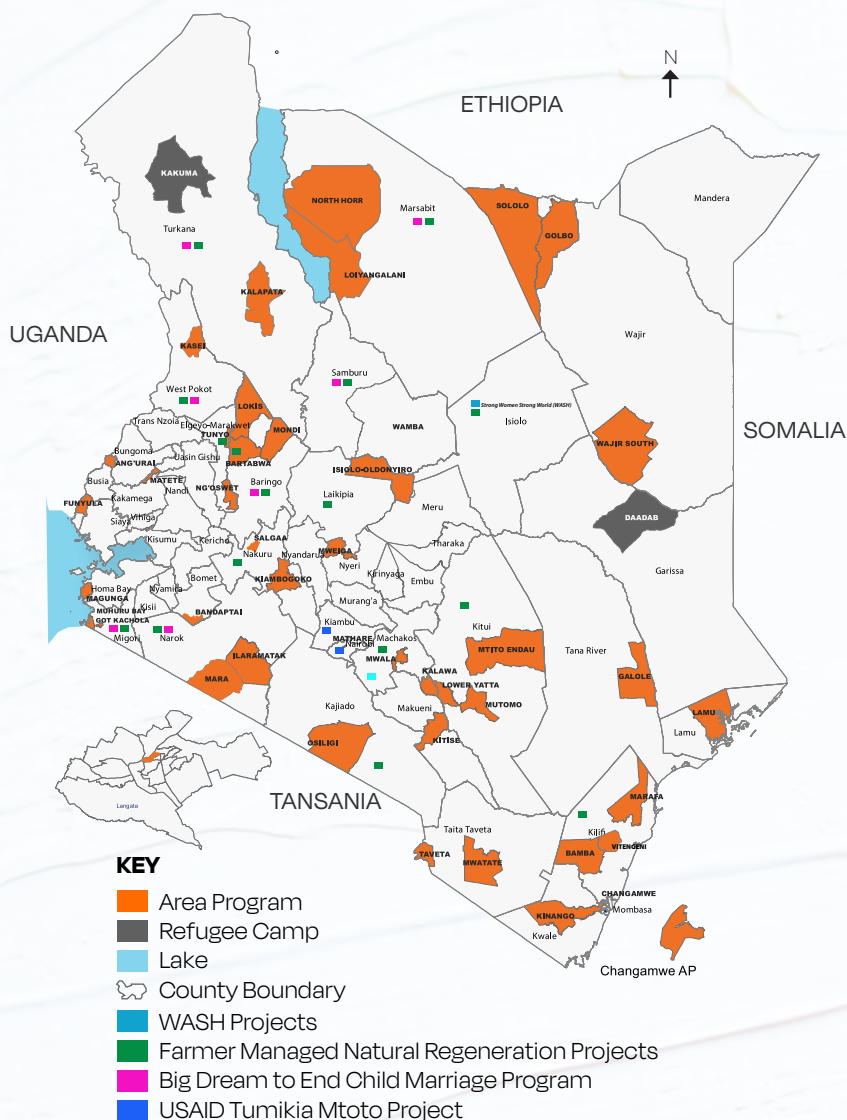 N
ETHIOPIA
KAKUMA
Turkana
NORTH HORR
Marsabit
SOLOLO
GOLBO
Mandera
LOIYANGALANI
KALAPATA
UGANDA
KASEI
Wajir
West Pokot
Samburu
Strong Women Strong World (WASH)
Isiolo
SOMALIA
LOKIS
Trans Nzoia
Elgeyo-Marakwet
TUNYO
MONDI
WAMBA
WAJIR SOUTH
Bungoma
ANG'URAI
Uasin Gishu
BARTABWA
ISIOLO-OLDONYIRO
Busia
MATETE
Nandi
NG'OSWET
Baringo
Laikipia
Meru
FUNYULA
Kakamega
Siaya
Vihiga
DAADAB
Kisumu
Kericho
SALGAA
Nakuru
Nyandarua
MWEIGA
Nyeri
Tharaka
Garissa
Homa Bay
MAGUNGA
Nyamira
Bomet
KIAMBOGOKO
Kirinyaga
Embu
MUHURU BAY
Kisii
BANDAPTAI
Murang'a
GOT KACHOLA
Migori
Narok
Kiambu
Kitui
MATHARE
Nairobi
Machakos
MWALA
MTITO ENDAU
Tana River
ILARAMATAK
MARA
KALAWA
LOWER YATTA
GALOLE
Kajiado
Makueni
MUTOMO
LAMU
Lamu
OSILIGI
KITISE
Langata
TANSANIA
MARAFA
Taita Taveta
Kilifi
TAVETA
MWATATE
BAMBA
VITENGENI
CHANGAMWE
Mombasa
KINANGO
Kwale
Changamwe AP
KEY
Area Program
Refugee Camp
Lake
County Boundary
WASH Projects
Farmer Managed Natural Regeneration Projects
Big Dream to End Child Marriage Program
USAID Tumikia Mtoto Project